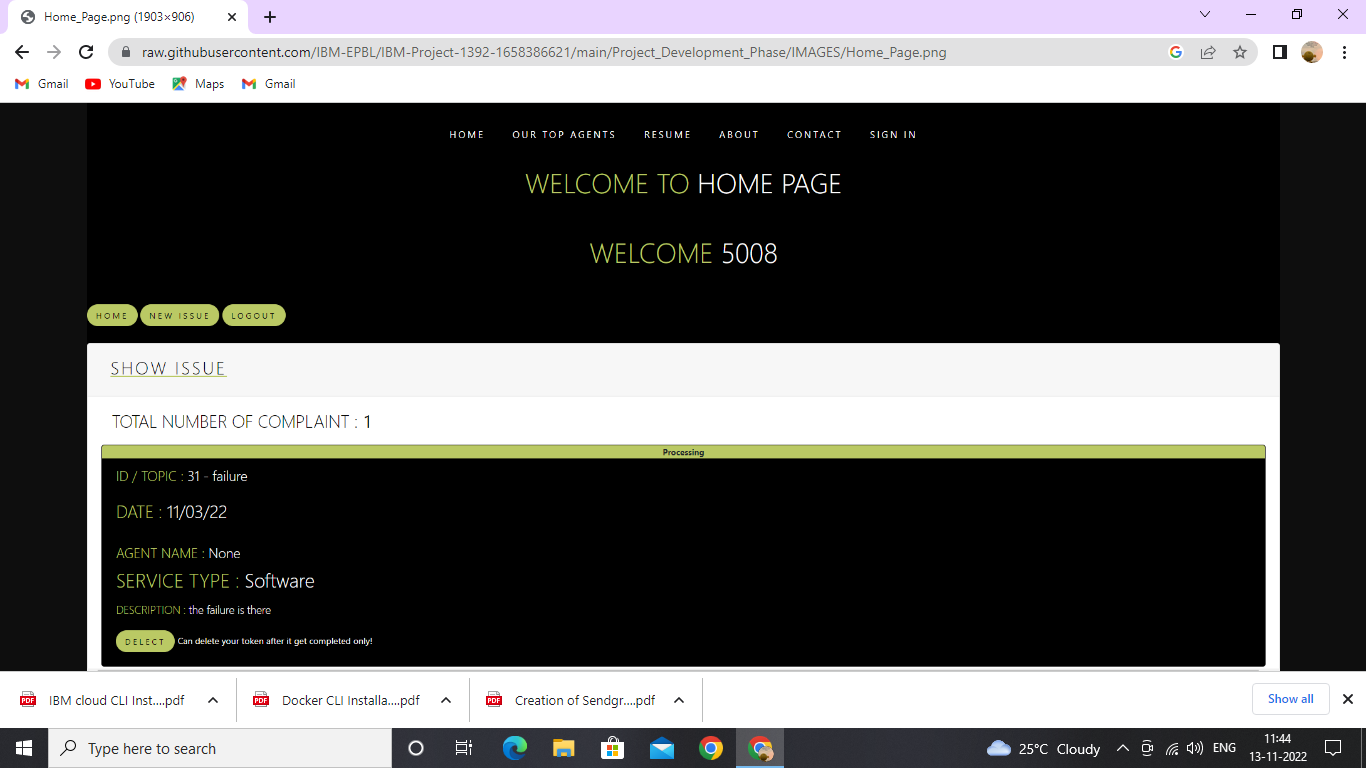 Home_Page.png (1903×906)
raw.githubusercontent.com/IBM-EPBL/IBM-Project-1392-1658386621/main/Project_Development_Phase/IMAGES/Home_Page.png
Gmail YouTube Maps Gmail
HOME OUR TOP AGENTS RESUME ABOUT CONTACT SIGN IN
WELCOME TO HOME PAGE
WELCOME 5008
HOME NEW ISSUE LOGOUT
SHOW ISSUE
TOTAL NUMBER OF COMPLAINT : 1
Processing
ID / TOPIC : 31 - failure
DATE : 11/03/22
AGENT NAME : None
SERVICE TYPE : Software
DESCRIPTION : the failure is there
DELECT Can delete your token after it get completed only!
IBM cloud CLI Inst....pdf Docker CLI Installa....pdf Creation of Sendgr....pdf Show all
Type here to search 25°C Cloudy ENG 11:44
13-11-2022